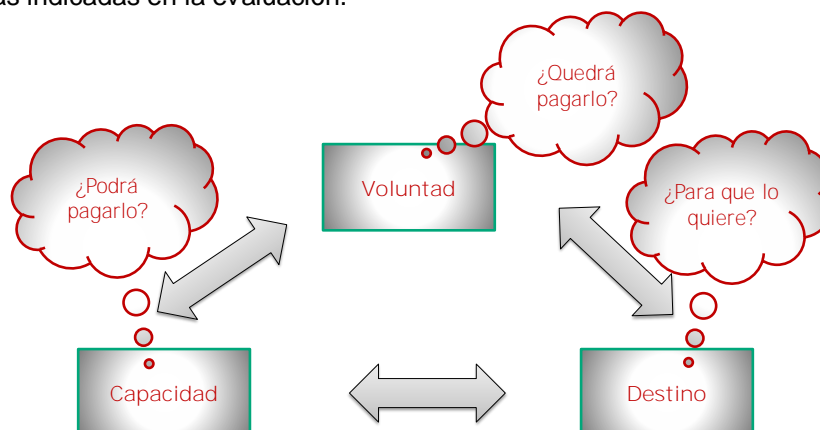 as indicadas en la evaluación.
¿Quedrá
pagarlo?
¿Podrá
pagarlo?
Voluntad
¿Para que lo
quiere?
Capacidad
Destino